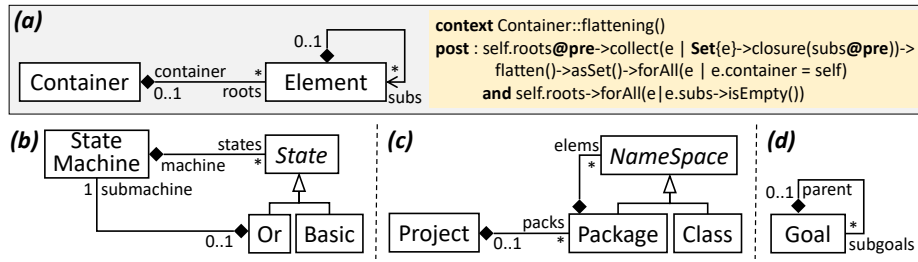 (a)
0..1
Container
container
0..1
*
roots
Element
*
subs
context Container::flattening()
post : self.roots@pre->collect(e | Set{e}->closure(subs@pre))->
flatten()->asSet()->forAll(e | e.container = self)
and self.roots->forAll(e|e.subs->isEmpty())
(b)
State
Machine
machine
states
*
State
1
submachine
0..1
Or
Basic
(c)
elems
*
NameSpace
Project
0..1
packs
*
Package
Class
(d)
0..1
parent
Goal
*
subgoals